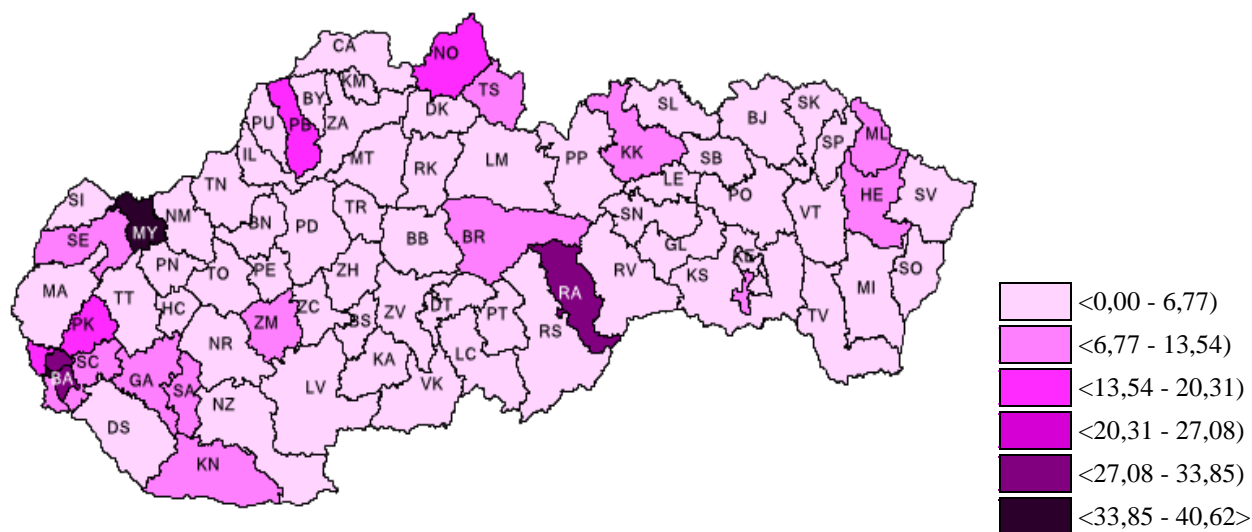 CA
NO
KM
TS
BY
DK
SL
SK
PU
PB
ZA
BJ
SP
ML
IL
MT
RK
LM
PP
KK
SB
LE
HE
SV
SI
TN
TR
PO
MY
NM
BN
PD
SN
VT
SE
BB
BR
GL
KE
PN
TO
PE
ZH
RV
KS
SO
MA
TT
RA
MI
HC
ZC
DT
ZV
PT
PK
ZM
BS
TV
NR
RS
SC
KA
LC
BA
GA
SA
LV
VK
NZ
DS
KN
<0,00 - 6,77)
<6,77 - 13,54)
<13,54 - 20,31)
<20,31 - 27,08)
<27,08 - 33,85)
<33,85 - 40,62>